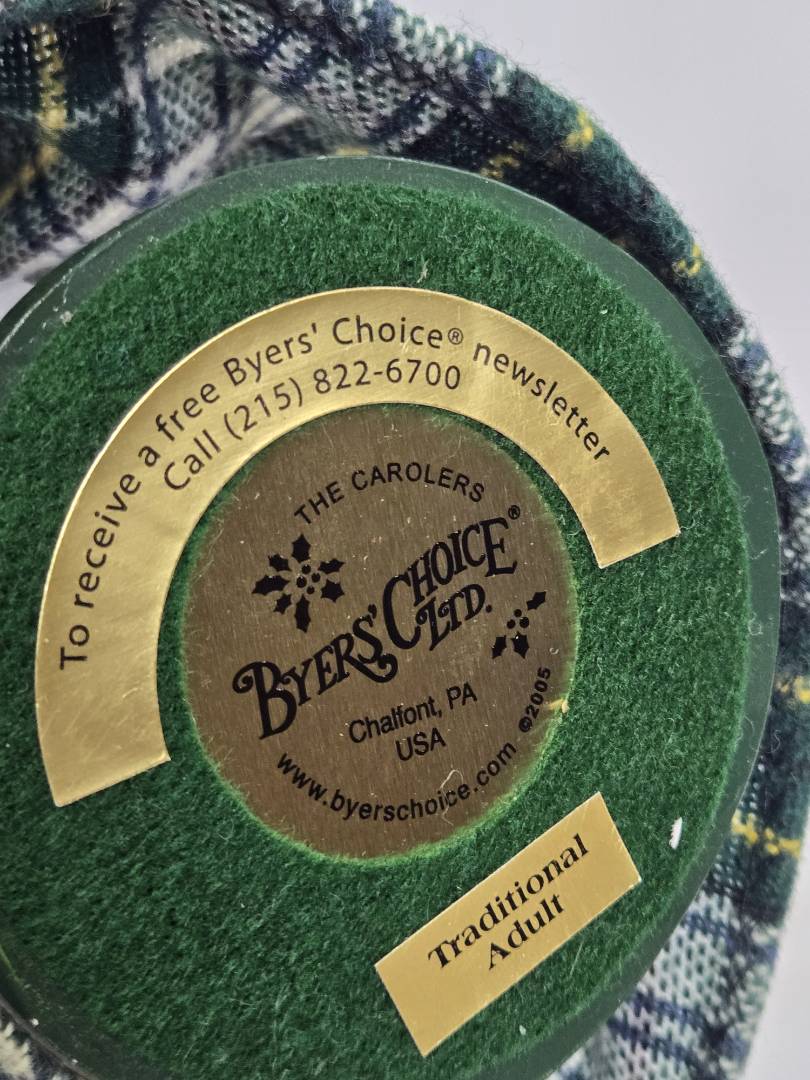 To receive a free Byers' Choice® newsletter
Call (215) 822-6700
THE CAROLERS
BYERS' CHOICE®
LTD.
Chalfont, PA
USA
www.byerschoice.com ©2005
Traditional
Adult